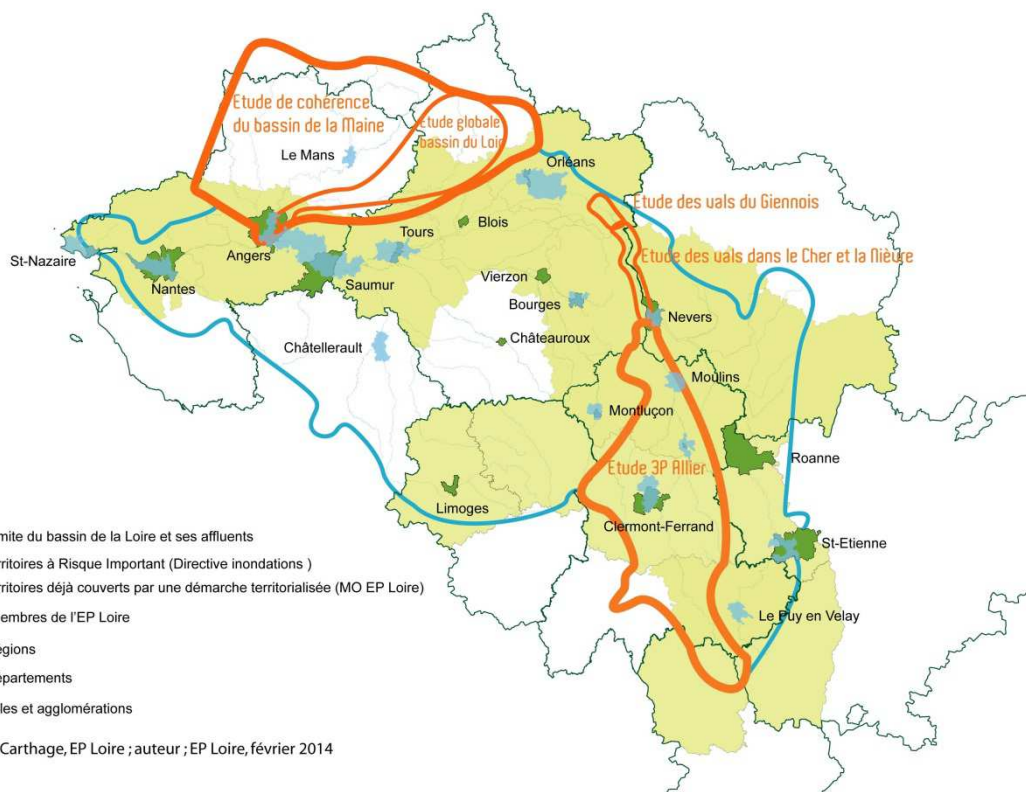 Etude de cohérence
du bassin de la Maine
Etude globale
bassin du Loir
Le Mans
Orléans
Etude des vals du Giennois
Blois
Tours
Angers
St-Nazaire
Etude des vals dans le Cher et la Nièvre
Vierzon
Saumur
Nantes
Bourges
Nevers
Châteauroux
Châtellerault
Moulins
Montluçon
Roanne
Etude 3P Allier
Limoges
Clermont-Ferrand
St-Etienne
Le Puy en Velay
mite du bassin de la Loire et ses affluents
rritoires à Risque Important (Directive inondations )
rritoires déjà couverts par une démarche territorialisée (MO EP Loire)
embres de l'EP Loire
égions
épartements
lles et agglomérations
Carthage, EP Loire ; auteur ; EP Loire, février 2014